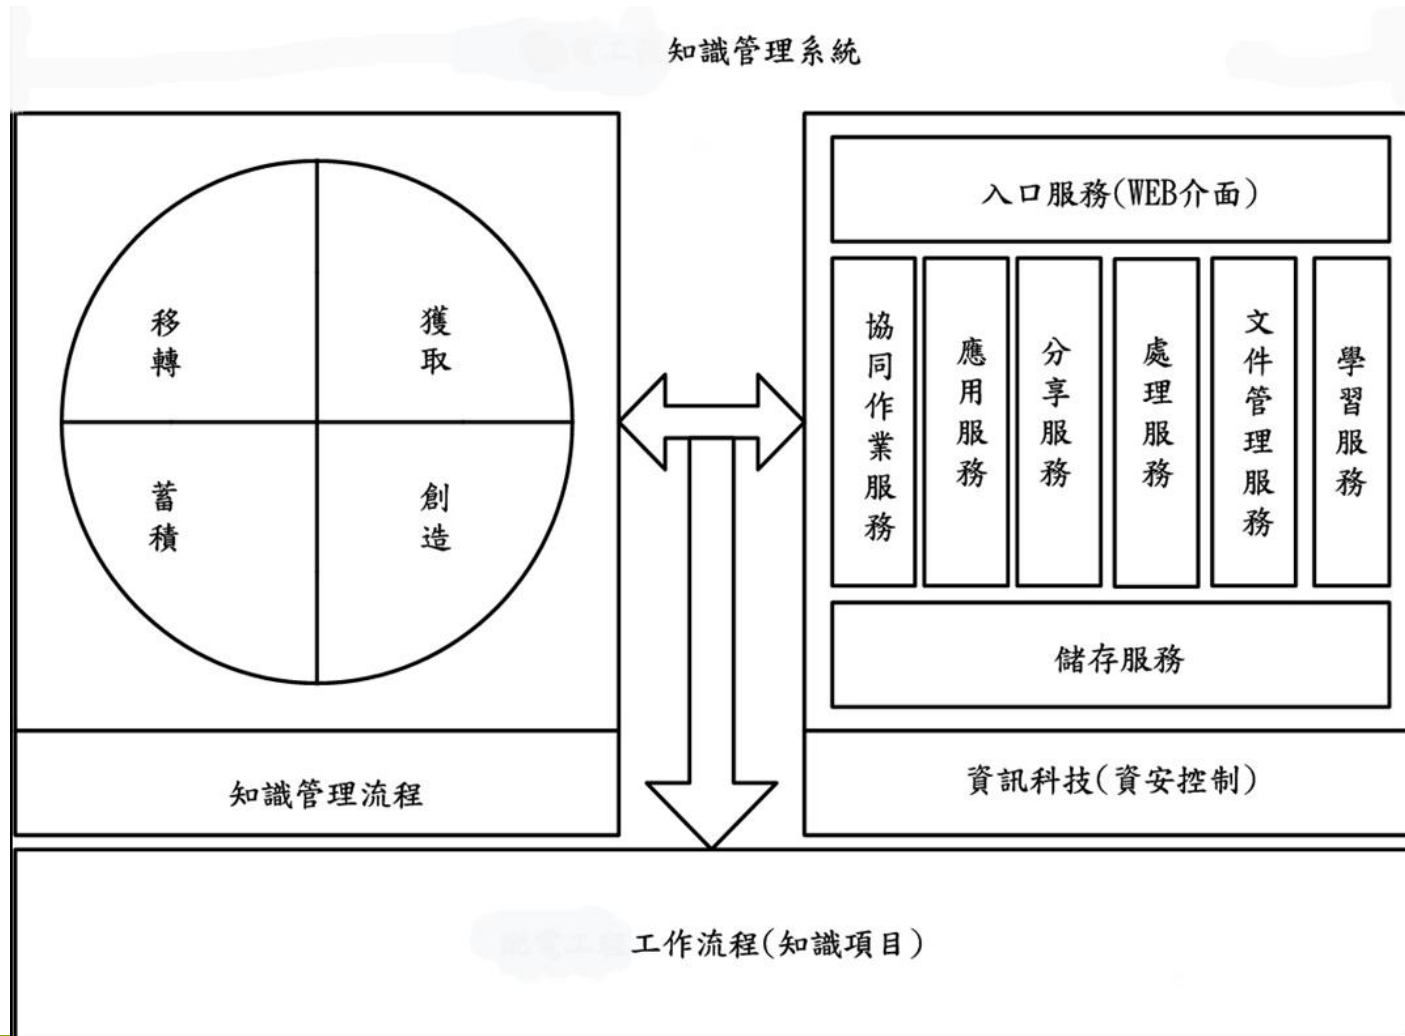 知識管理系統
移轉
獲取
蓄積
創造
知識管理流程
入口服務(WEB介面)
協同作業服務
應用服務
分享服務
處理服務
文件管理服務
學習服務
儲存服務
資訊科技(資安控制)
工作流程(知識項目)